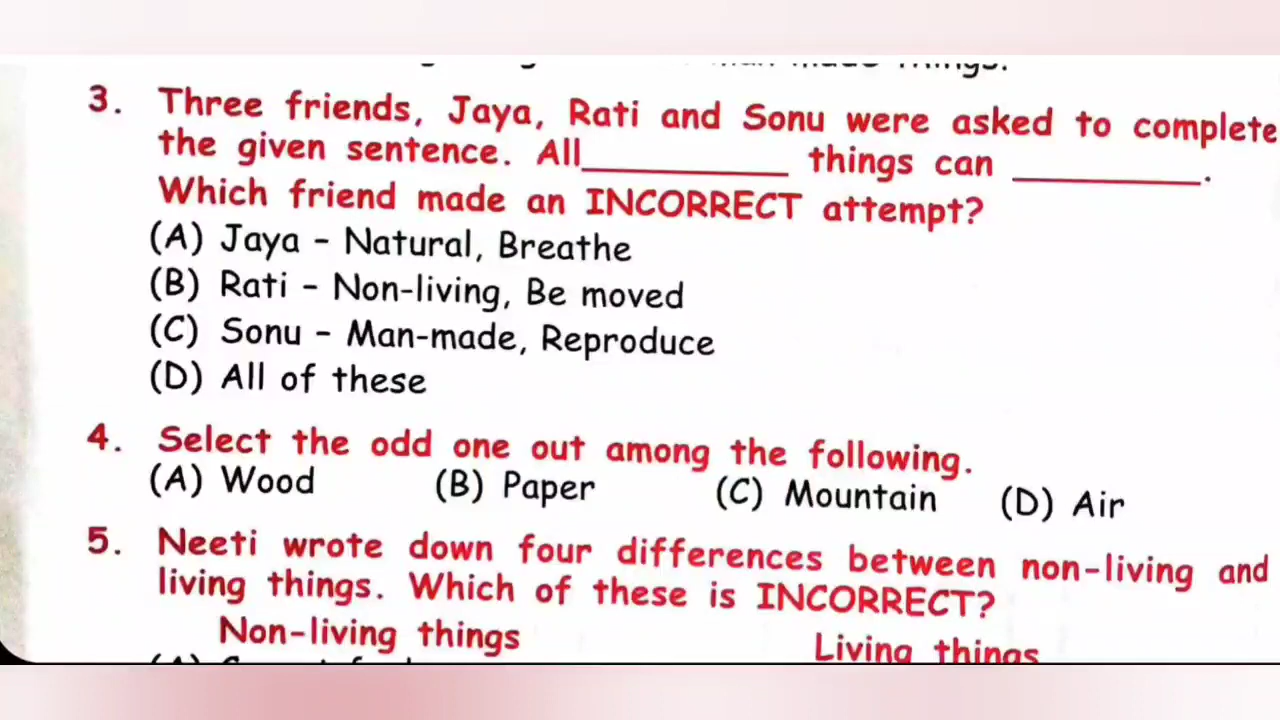 3. Three friends, Jaya, Rati and Sonu were asked to complete
the given sentence. All__________ things can __________.
Which friend made an INCORRECT attempt?
(A) Jaya – Natural, Breathe
(B) Rati – Non-living, Be moved
(C) Sonu – Man-made, Reproduce
(D) All of these
4. Select the odd one out among the following.
(A) Wood (B) Paper (C) Mountain (D) Air
5. Neeti wrote down four differences between non-living and
living things. Which of these is INCORRECT?
Non-living things Living things